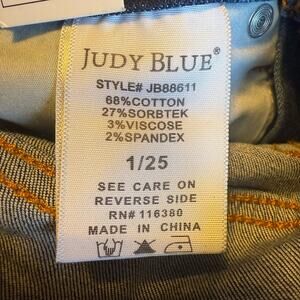 JUDY BLUE®
STYLE# JB88611
68%COTTON
27%SORBTEK
3%VISCOSE
2%SPANDEX
1/25
SEE CARE ON
REVERSE SIDE
RN# 116380
MADE IN CHINA